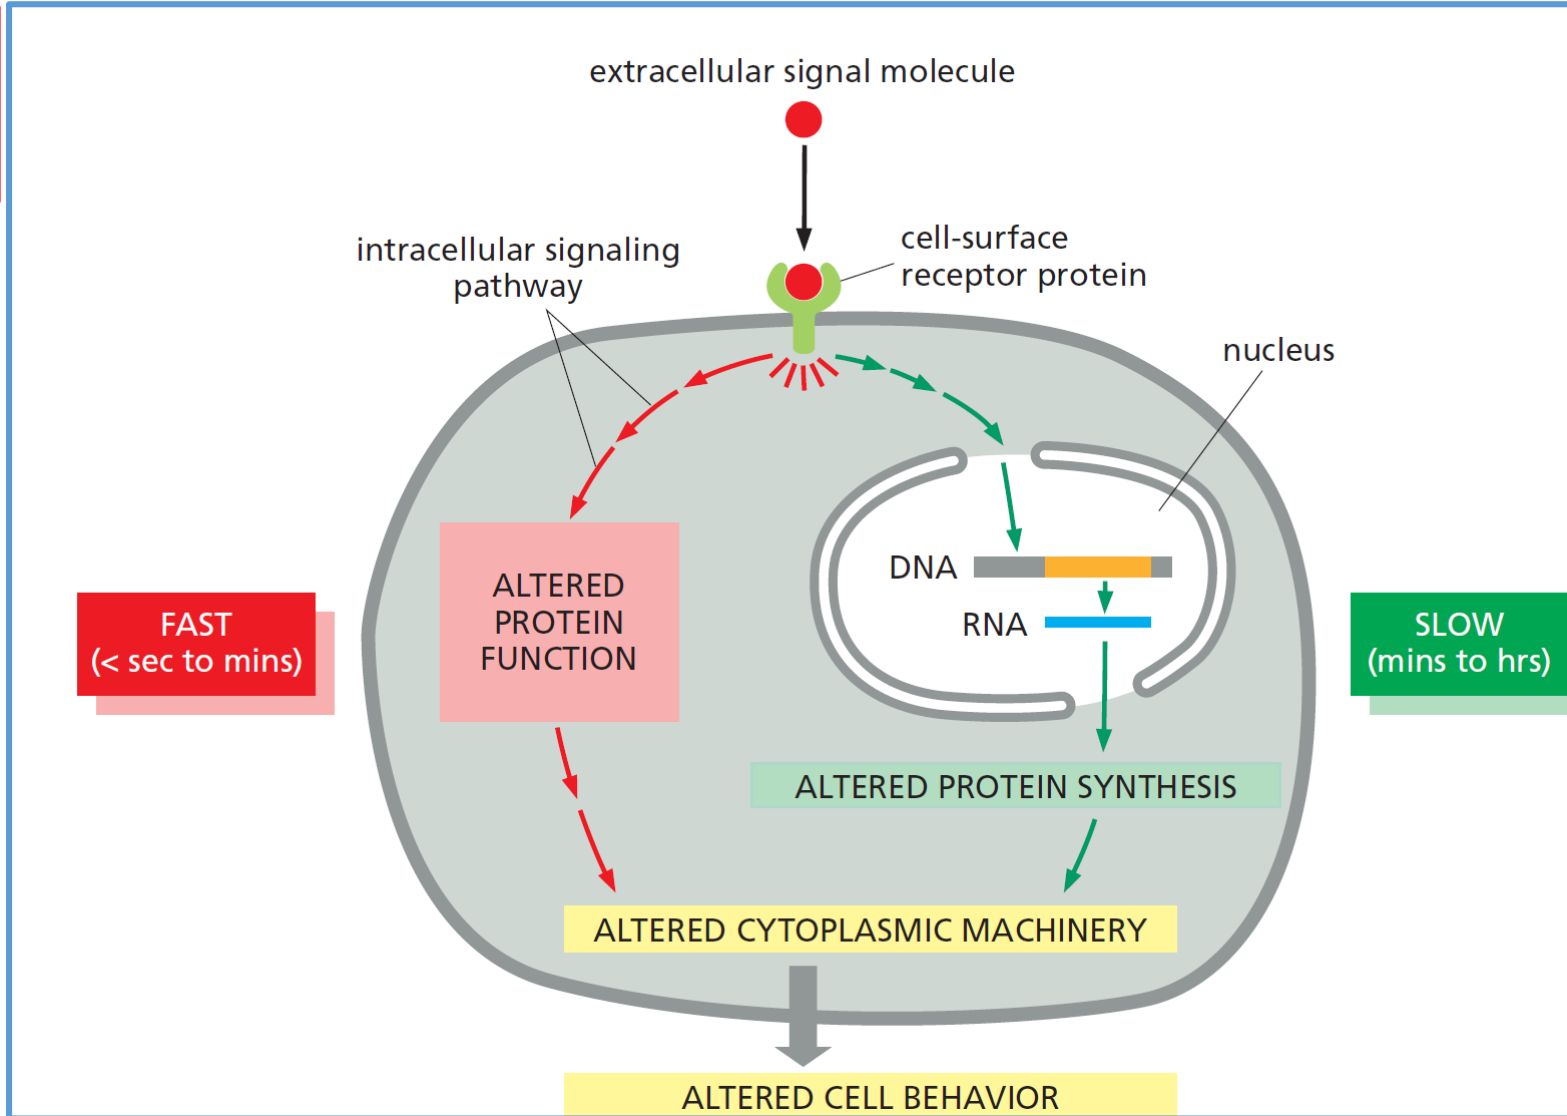 extracellular signal molecule
cell-surface
receptor protein
intracellular signaling
pathway
nucleus
DNA
RNA
ALTERED
PROTEIN
FUNCTION
FAST
(< sec to mins)
SLOW
(mins to hrs)
ALTERED PROTEIN SYNTHESIS
ALTERED CYTOPLASMIC MACHINERY
ALTERED CELL BEHAVIOR